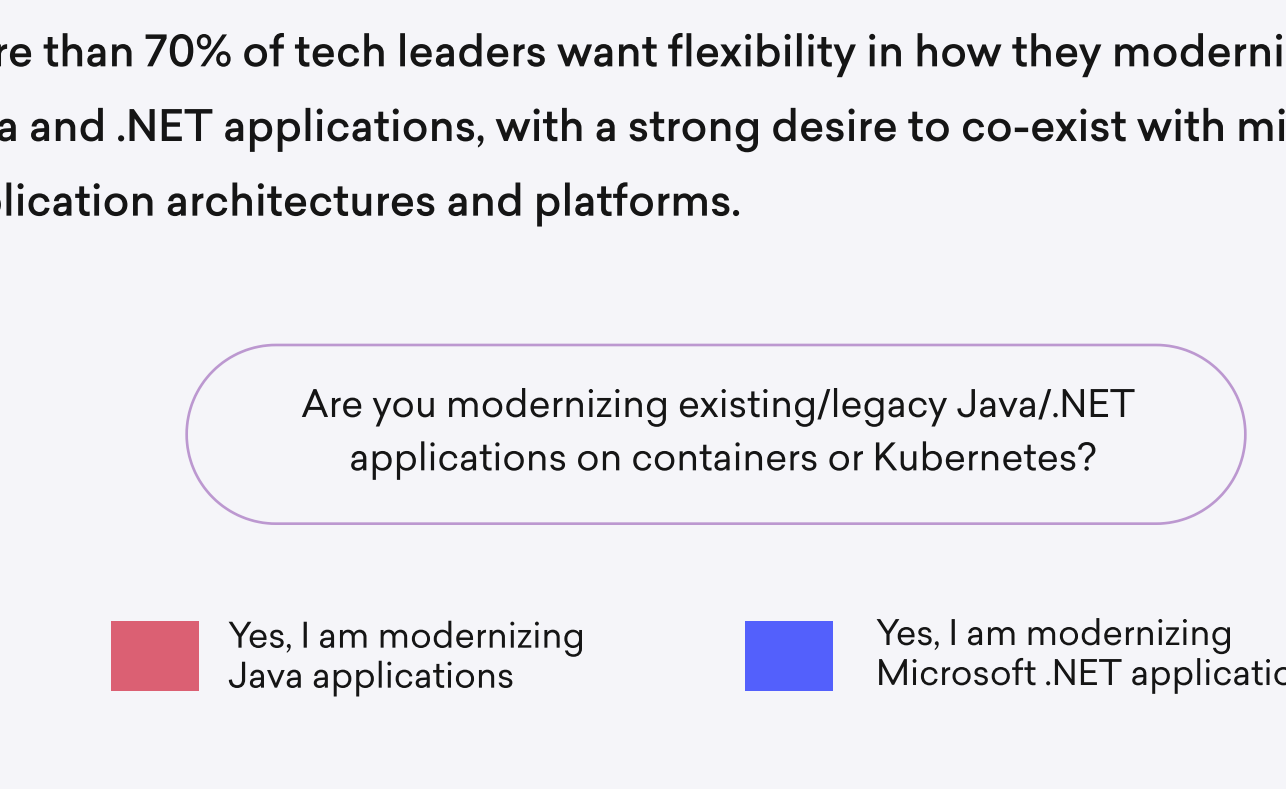 re than 70% of tech leaders want flexibility in how they moderni
a and .NET applications, with a strong desire to co-exist with mi
plication architectures and platforms.
Are you modernizing existing/legacy Java/.NET
applications on containers or Kubernetes?
Yes, I am modernizing
Java applications
Yes, I am modernizing
Microsoft .NET applicatio